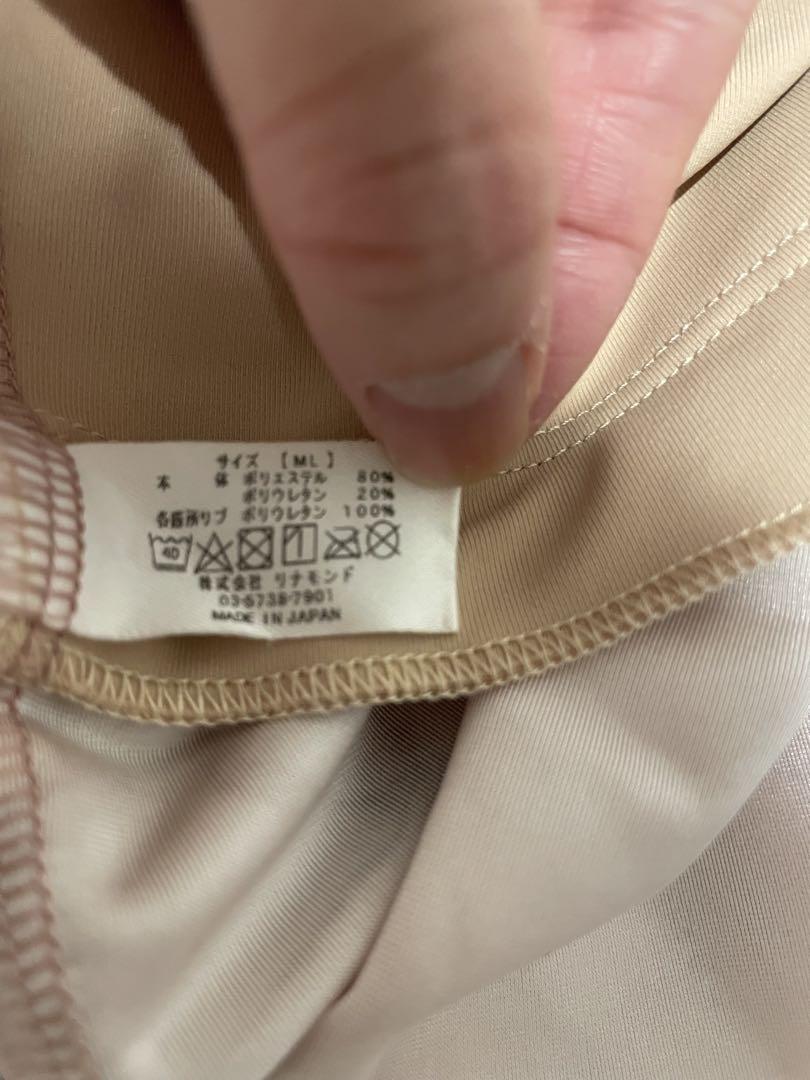 サイズ [ML]
本 体 ポリエステル 80%
ポリウレタン 20%
各箇所リブ ポリウレタン 100%
40
株式会社 リナモンド
03-5738-7901
MADE IN JAPAN